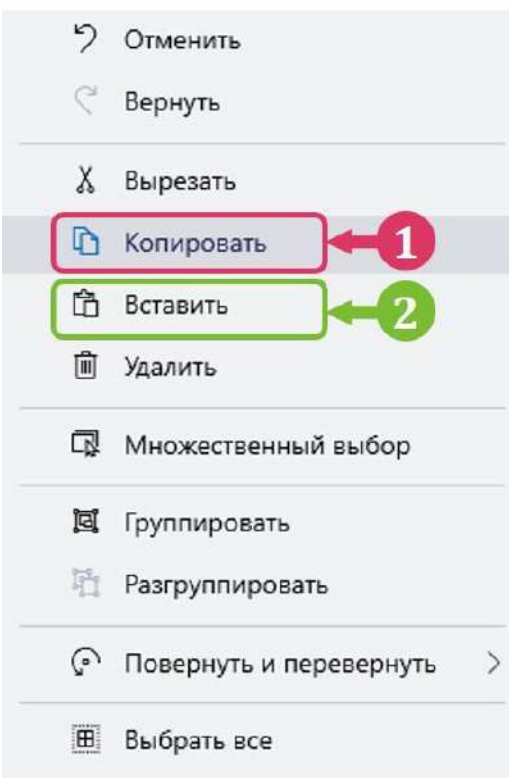 Отменить
Вернуть
Вырезать
Копировать 1
Вставить 2
Удалить
Множественный выбор
Группировать
Разгруппировать
Повернуть и перевернуть
Выбрать все